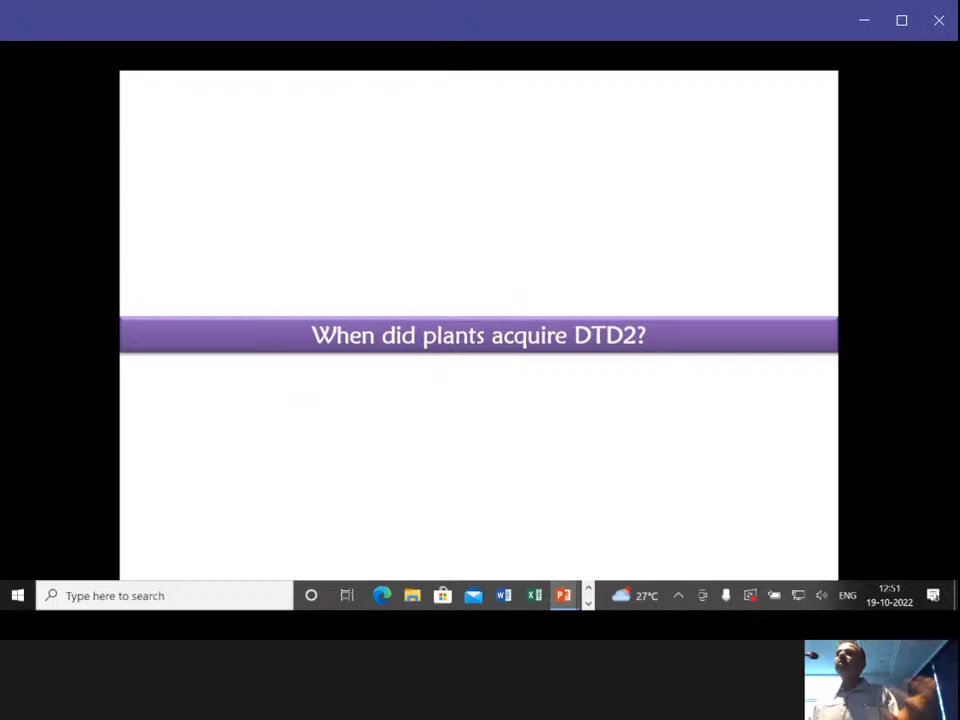 When did plants acquire DTD2?
Type here to search
27°C
ENG
12:51
19-10-2022